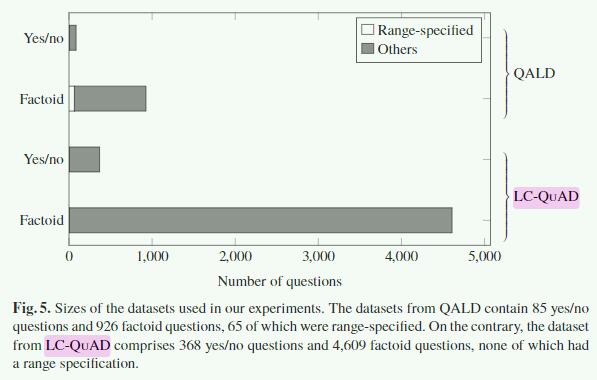 Range-specified
Others
Yes/no
Factoid
QALD
Yes/no
Factoid
LC-QUAD
0 1,000 2,000 3,000 4,000 5,000
Number of questions
Fig. 5. Sizes of the datasets used in our experiments. The datasets from QALD contain 85 yes/no
questions and 926 factoid questions, 65 of which were range-specified. On the contrary, the dataset
from LC-QUAD comprises 368 yes/no questions and 4,609 factoid questions, none of which had
a range specification.